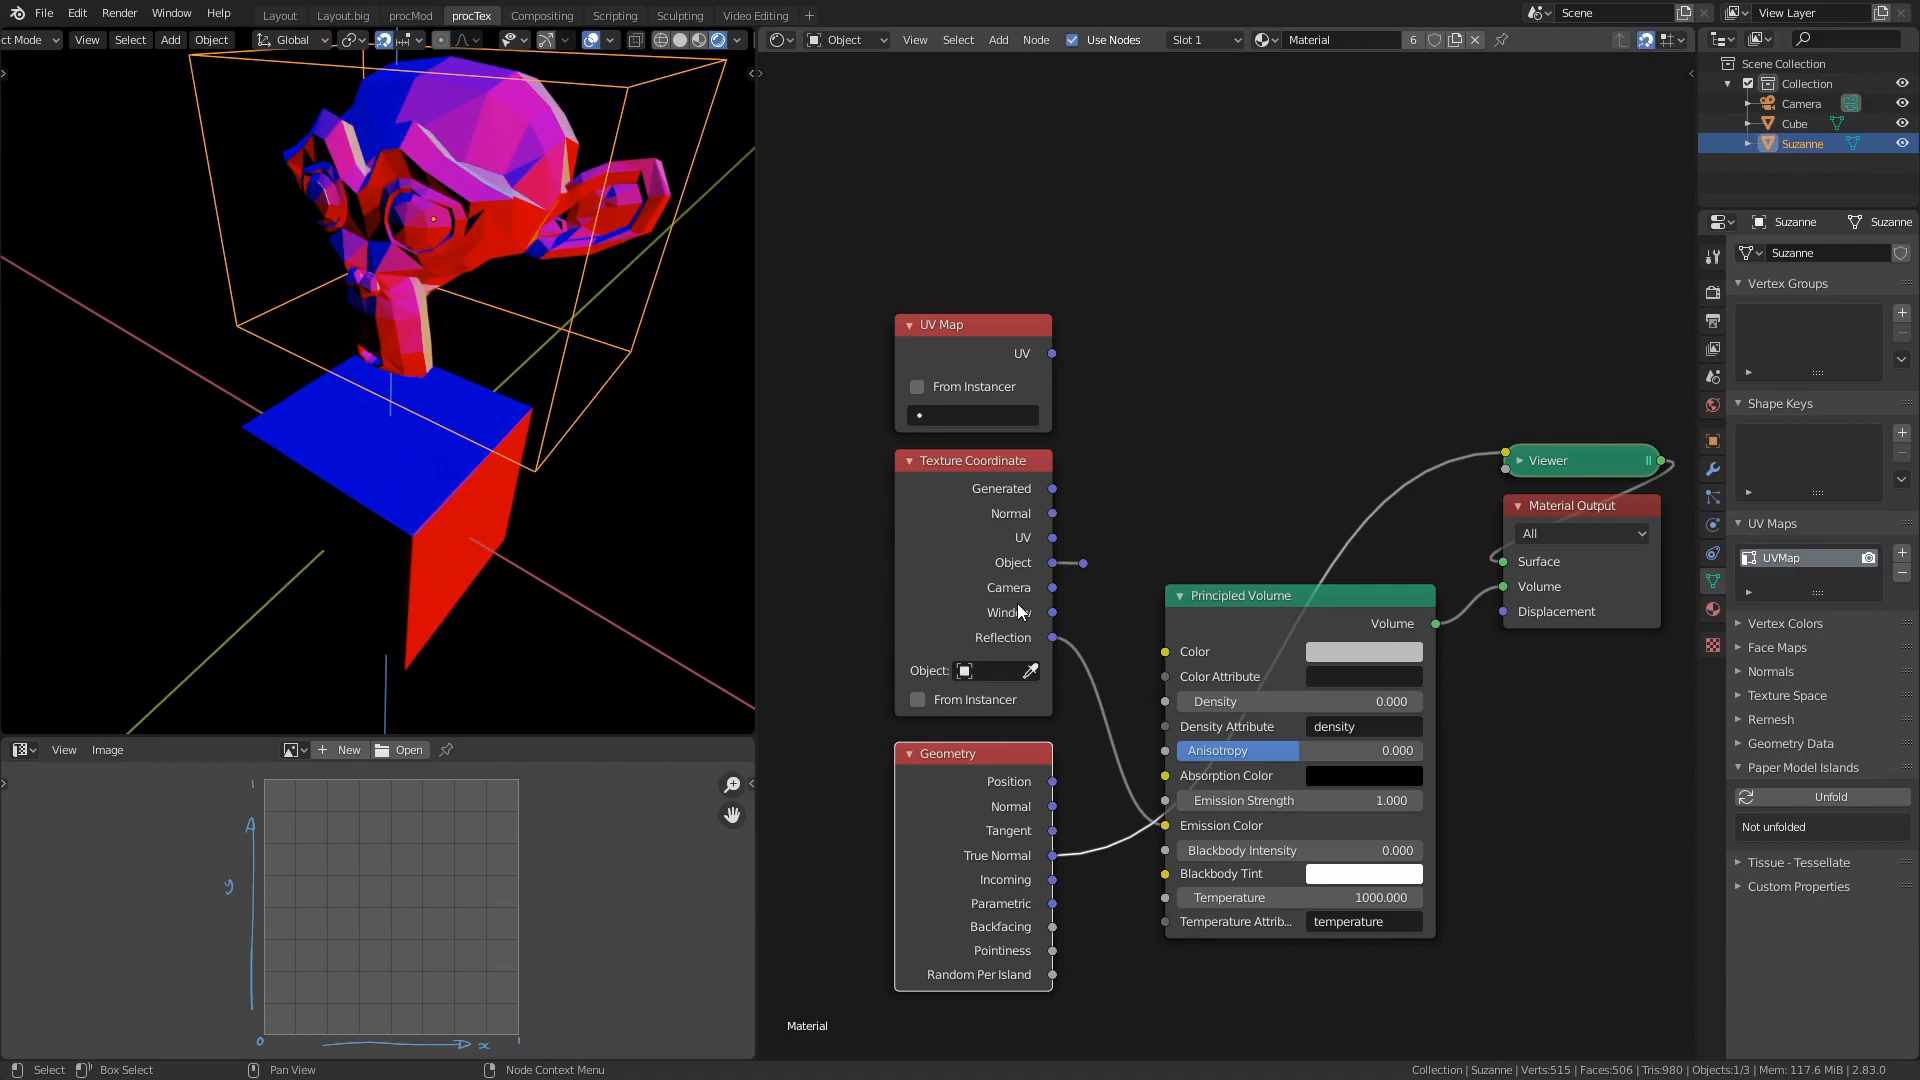 File Edit Render Window Help Layout Layout.big procMod procTex Compositing Scripting Sculpting Texture Video Editing + Scene View Layer
ct Mode View Select Add Object Global Object View Select Add Node Use Nodes Slot 1 Material 6
Scene Collection
Collection
Camera
Cube
Suzanne
Suzanne Suzanne
Suzanne
Vertex Groups
Shape Keys
UV Maps
UVMap
Vertex Colors
Face Maps
Normals
Texture Space
Remesh
Geometry Data
Paper Model Islands
Unfold
Not unfolded
Tissue - Tessellate
Custom Properties
UV Map
UV
From Instancer
Texture Coordinate
Generated
Normal
UV
Object
Camera
Window
Reflection
Object:
From Instancer
Geometry
Position
Normal
Tangent
True Normal
Incoming
Parametric
Backfacing
Pointiness
Random Per Island
Principled Volume
Volume
Color
Color Attribute
Density 0.000
Density Attribute density
Anisotropy 0.000
Absorption Color
Emission Strength 1.000
Emission Color
Blackbody Intensity 0.000
Blackbody Tint
Temperature 1000.000
Temperature Attrib... temperature
Viewer
Material Output
All
Surface
Volume
Displacement
Material
View Image New Open
1
y
0 x 1
Select Box Select Pan View Node Context Menu Collection | Suzanne | Verts:515 | Faces:506 | Tris:980 | Objects:1/3 | Mem: 117.6 MiB | 2.83.0